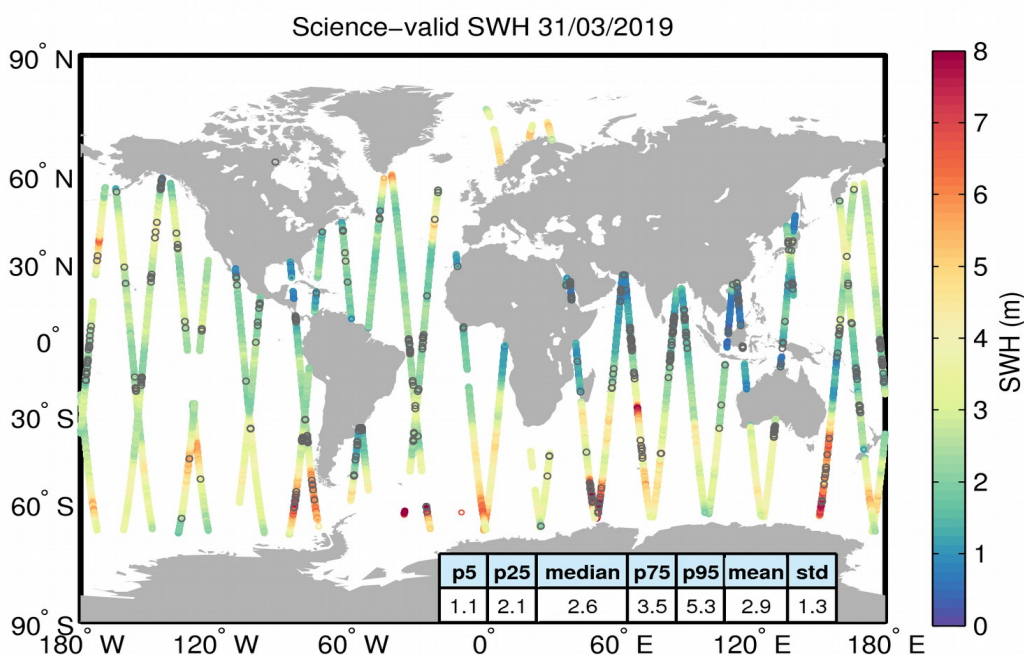 Science–valid SWH 31/03/2019
90° N
60° N
30° N
0°
30° S
60° S
90° S
180° W 120° W 60° W 0° 60° E 120° E 180° E
p5 p25 median p75 p95 mean std
1.1 2.1 2.6 3.5 5.3 2.9 1.3
8
7
6
5
4
3
2
1
0
SWH (m)